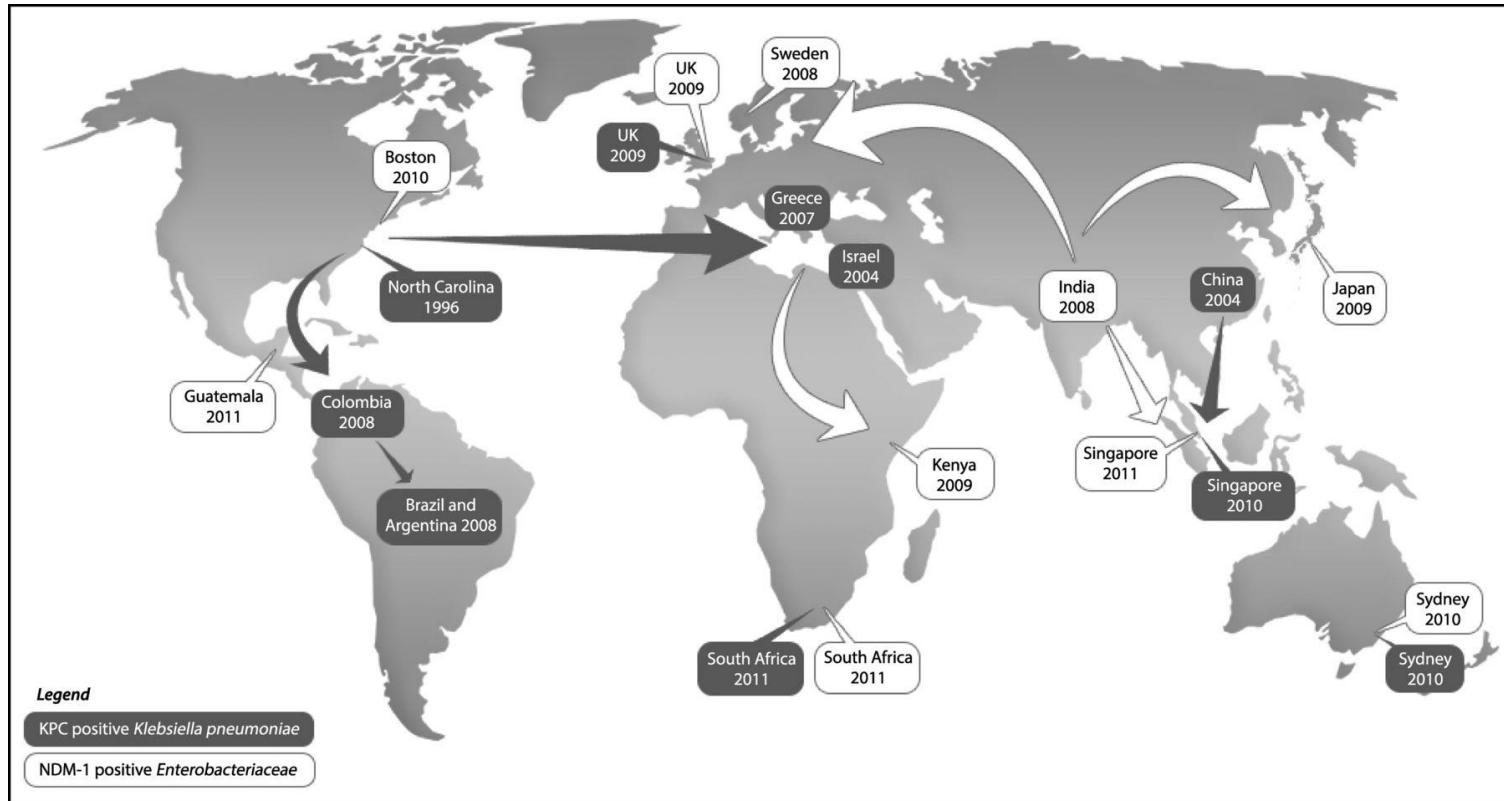 Sweden
2008
UK
2009
UK
2009
Boston
2010
Greece
2007
Israel
2004
North Carolina
1996
India
2008
China
2004
Japan
2009
Guatemala
2011
Colombia
2008
Kenya
2009
Singapore
2011
Singapore
2010
Brazil and
Argentina 2008
Sydney
2010
Sydney
2010
South Africa
2011
South Africa
2011
Legend
KPC positive Klebsiella pneumoniae
NDM-1 positive Enterobacteriaceae